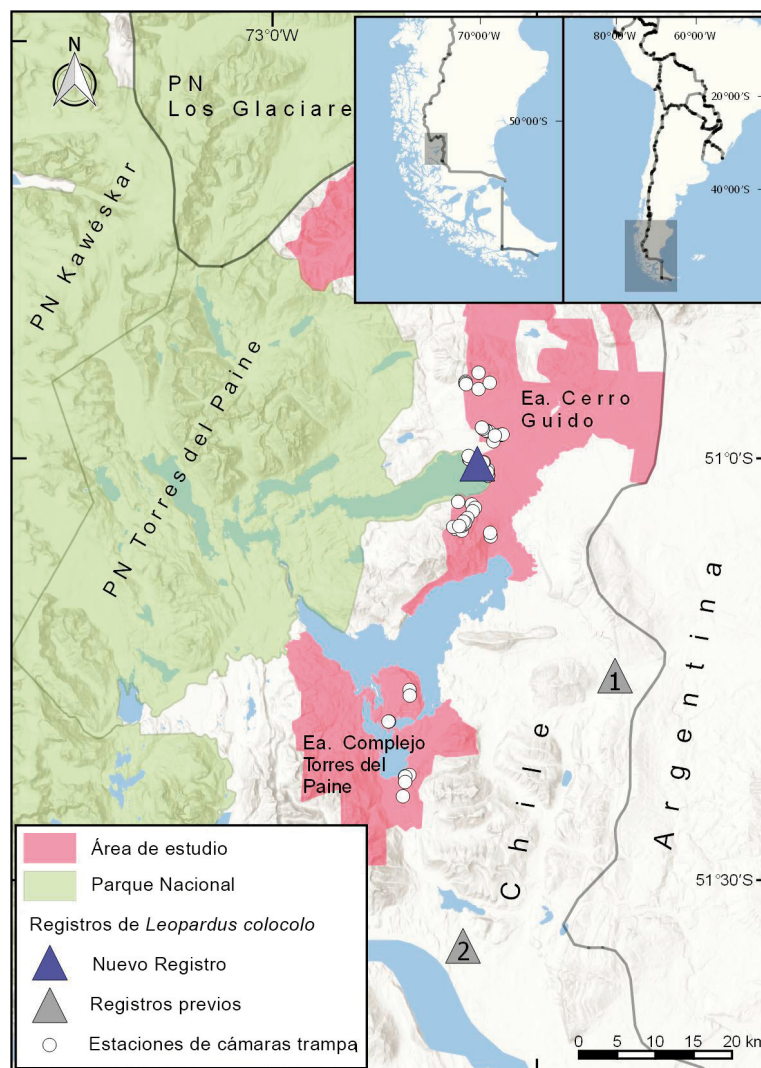 73°0'W
N
PN
Los Glaciare
PN Kawéskar
PN Torres del Paine
70°00'S
50°00'S
80°00'W 60°00'W
20°00'S
40°00'S
Ea. Cerro
Guido
51°0'S
Argentina
1
Chile
Ea. Complejo
Torres del
Paine
51°30'S
2
Área de estudio
Parque Nacional
Registros de Leopardus colocolo
Nuevo Registro
Registros previos
Estaciones de cámaras trampa
0 5 10 15 20 km